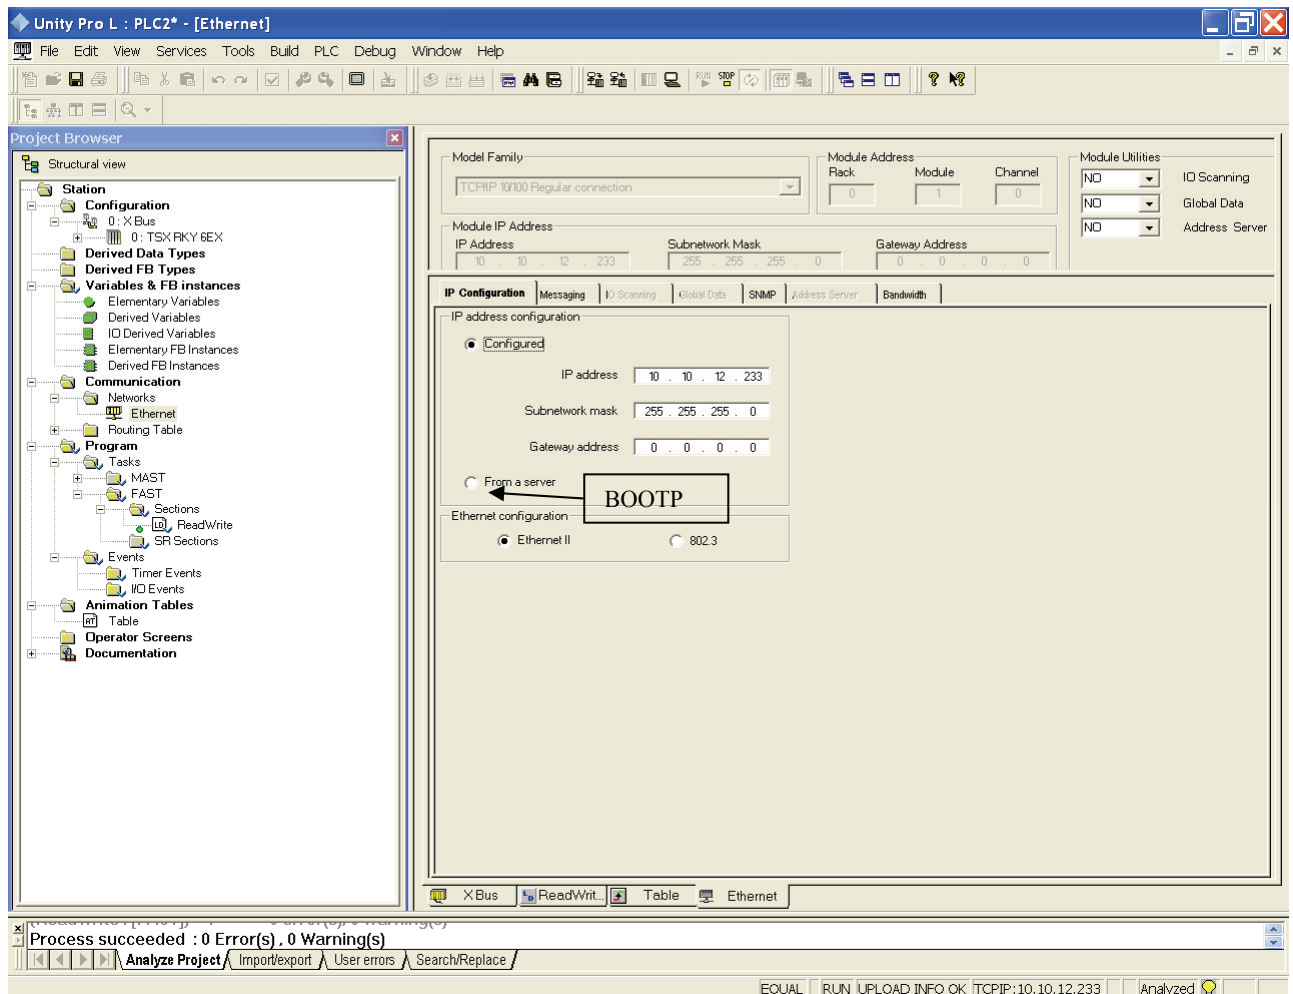 Unity Pro L : PLC2* - [Ethernet]
File Edit View Services Tools Build PLC Debug Window Help
RUN STOP
Project Browser
Structural view
Station
Configuration
0 : X Bus
0 : TSX RKY 6EX
Derived Data Types
Derived FB Types
Variables & FB instances
Elementary Variables
Derived Variables
IO Derived Variables
Elementary FB Instances
Derived FB Instances
Communication
Networks
Ethernet
Routing Table
Program
Tasks
MAST
FAST
Sections
LD ReadWrite
SR Sections
Events
Timer Events
I/O Events
Animation Tables
Table
Operator Screens
Documentation
Model Family
TCP/IP 10/100 Regular connection
Module Address
Rack Module Channel
0 1 0
Module Utilities
NO IO Scanning
NO Global Data
NO Address Server
Module IP Address
IP Address Subnetwork Mask Gateway Address
10 . 10 . 12 . 233 255 . 255 . 255 . 0 0 . 0 . 0 . 0
IP Configuration Messaging IO Scanning Global Data SNMP Address Server Bandwidth
IP address configuration
Configured
IP address 10 . 10 . 12 . 233
Subnetwork mask 255 . 255 . 255 . 0
Gateway address 0 . 0 . 0 . 0
From a server
BOOTP
Ethernet configuration
Ethernet II 802.3
X Bus ReadWrit... Table Ethernet
Process succeeded : 0 Error(s) , 0 Warning(s)
Analyze Project Import/export User errors Search/Replace
EQUAL RUN UPLOAD INFO OK TCPIP:10.10.12.233 Analyzed